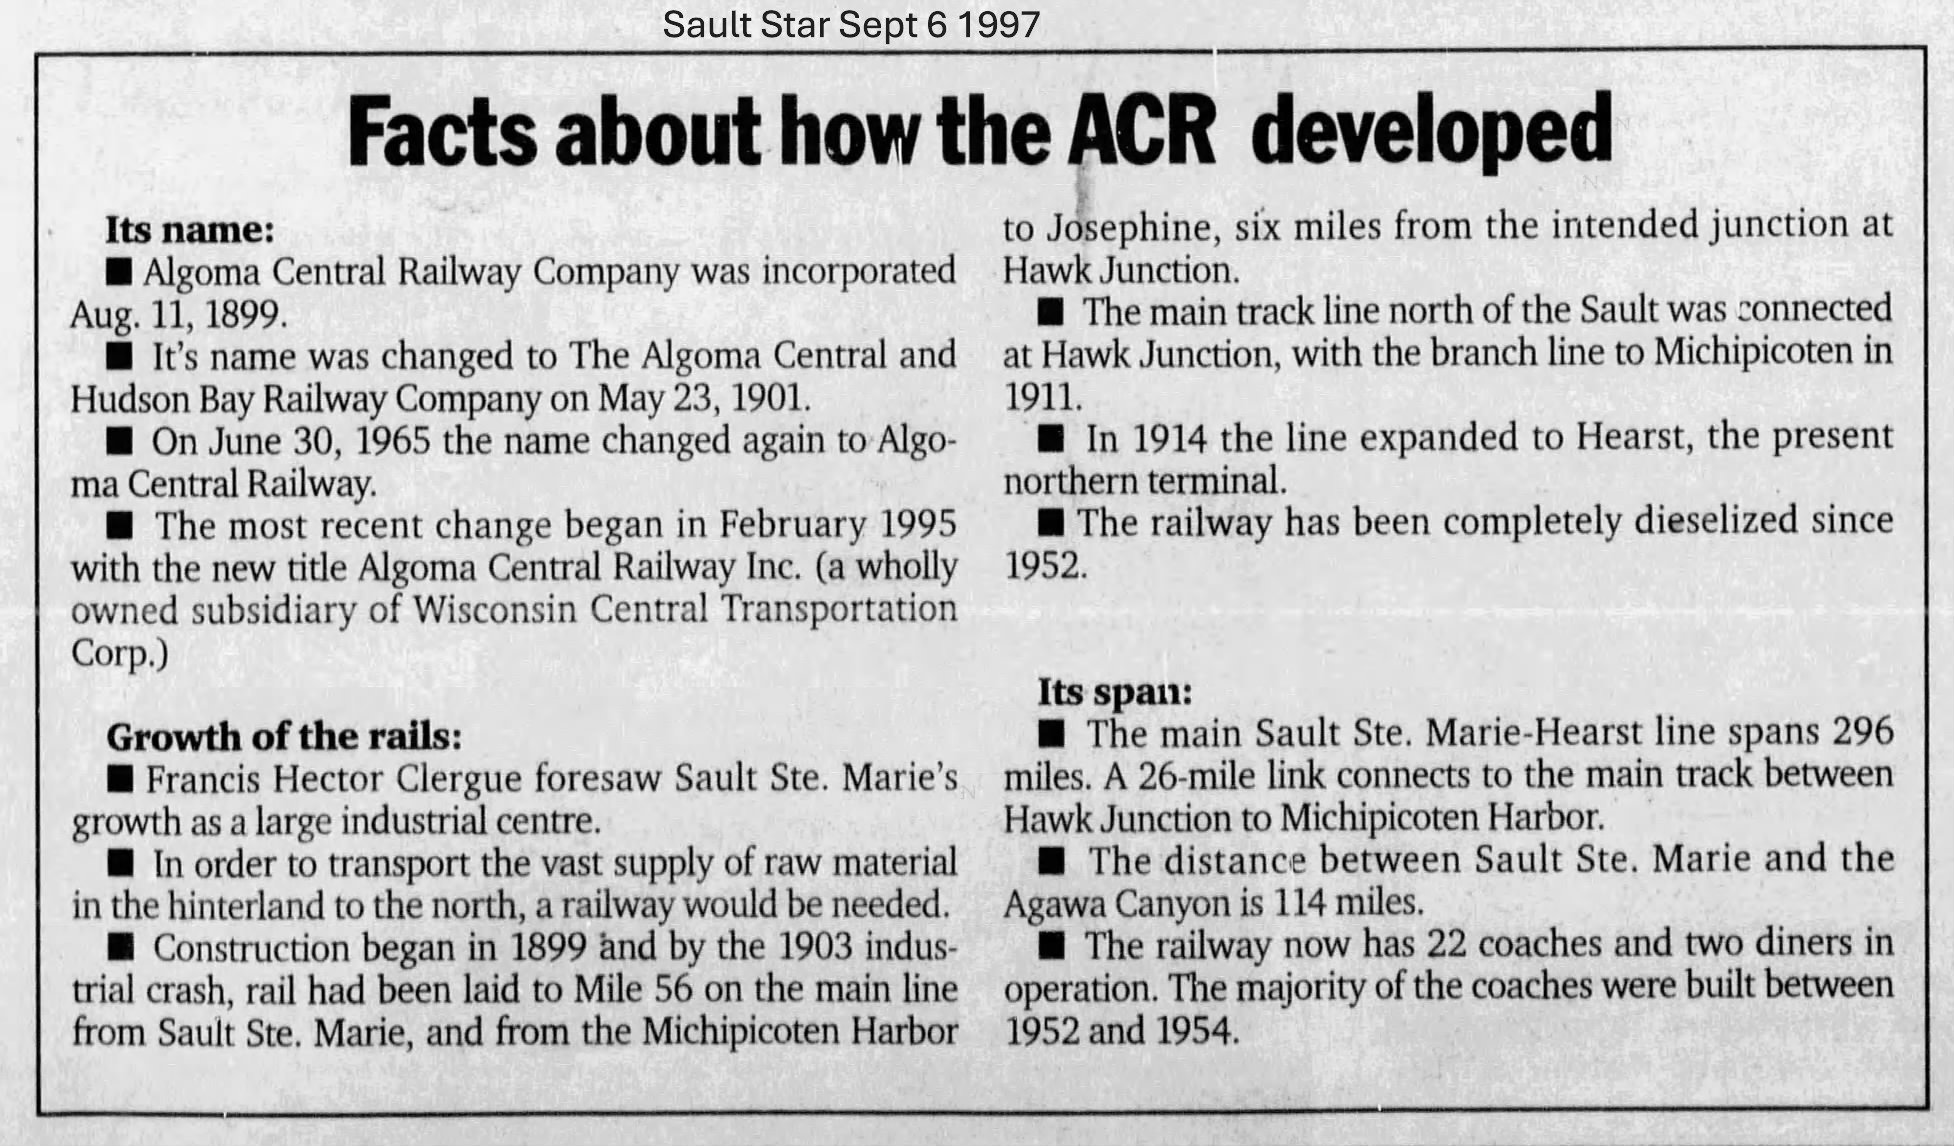 Sault Star Sept 6 1997
Facts about how the ACR developed
Its name:
■ Algoma Central Railway Company was incorporated
Aug. 11, 1899.
■ It's name was changed to The Algoma Central and
Hudson Bay Railway Company on May 23, 1901.
■ On June 30, 1965 the name changed again to Algo-
ma Central Railway.
■ The most recent change began in February 1995
with the new title Algoma Central Railway Inc. (a wholly
owned subsidiary of Wisconsin Central Transportation
Corp.)
Growth of the rails:
■ Francis Hector Clergue foresaw Sault Ste. Marie's
growth as a large industrial centre.
■ In order to transport the vast supply of raw material
in the hinterland to the north, a railway would be needed.
■ Construction began in 1899 and by the 1903 indus-
trial crash, rail had been laid to Mile 56 on the main line
from Sault Ste. Marie, and from the Michipicoten Harbor
to Josephine, six miles from the intended junction at
Hawk Junction.
■ The main track line north of the Sault was connected
at Hawk Junction, with the branch line to Michipicoten in
1911.
■ In 1914 the line expanded to Hearst, the present
northern terminal.
■ The railway has been completely dieselized since
1952.
Its span:
■ The main Sault Ste. Marie-Hearst line spans 296
miles. A 26-mile link connects to the main track between
Hawk Junction to Michipicoten Harbor.
■ The distance between Sault Ste. Marie and the
Agawa Canyon is 114 miles.
■ The railway now has 22 coaches and two diners in
operation. The majority of the coaches were built between
1952 and 1954.